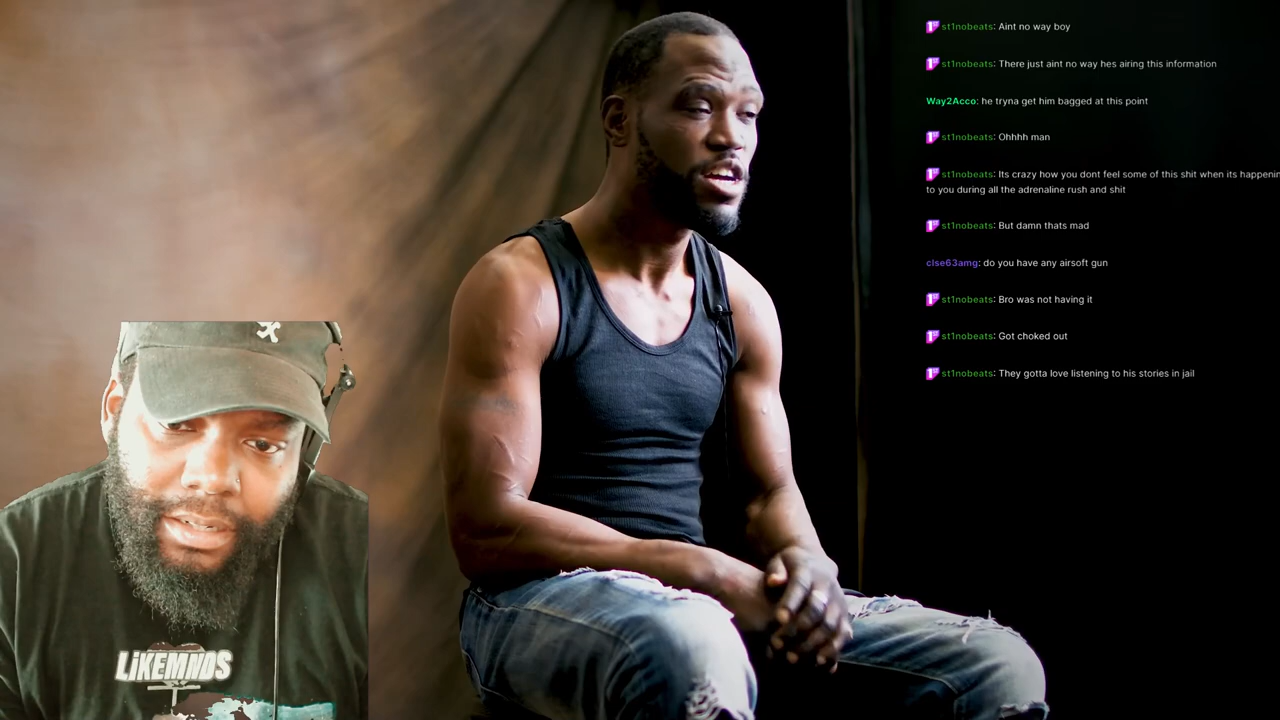 st1nobeats: Aint no way boy
st1nobeats: There just aint no way hes airing this information
Way2Acco: he tryna get him bagged at this point
st1nobeats: Ohhhh man
st1nobeats: Its crazy how you dont feel some of this shit when its happenin
to you during all the adrenaline rush and shit
st1nobeats: But damn thats mad
clse63amg: do you have any airsoft gun
st1nobeats: Bro was not having it
st1nobeats: Got choked out
st1nobeats: They gotta love listening to his stories in jail
LiKEMNDS